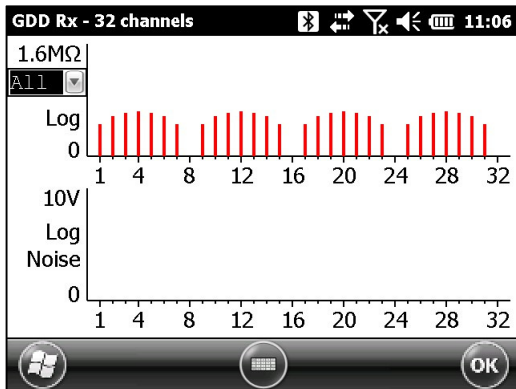 GDD Rx - 32 channels 11:06
1.6MΩ
All
Log
0
1 4 8 12 16 20 24 28 32
10V
Log
Noise
0
1 4 8 12 16 20 24 28 32
OK